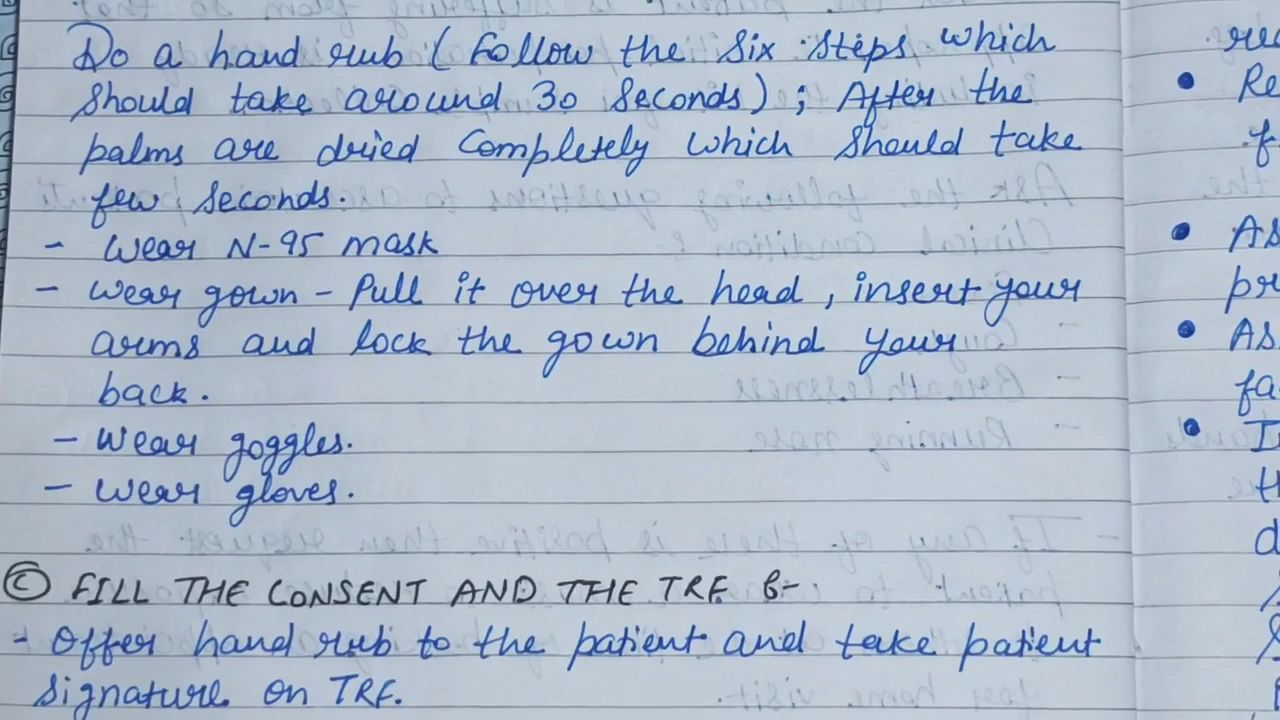 Do a hand rub ( Follow the six steps which
should take around 30 seconds) ; After the
palms are dried completely which should take
few seconds.
- Wear N-95 mask
- Wear gown - Pull it over the head, insert your
arms and lock the gown behind your
back.
- Wear goggles.
- Wear gloves.
Ⓒ FILL THE CONSENT AND THE TRF :-
- Offer hand rub to the patient and take patient
signature on TRF.